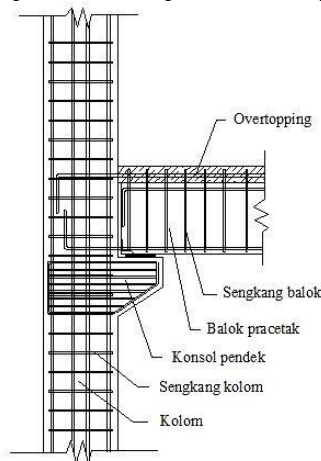 Overtopping
Sengkang balok
Balok pracetak
Konsol pendek
Sengkang kolom
Kolom